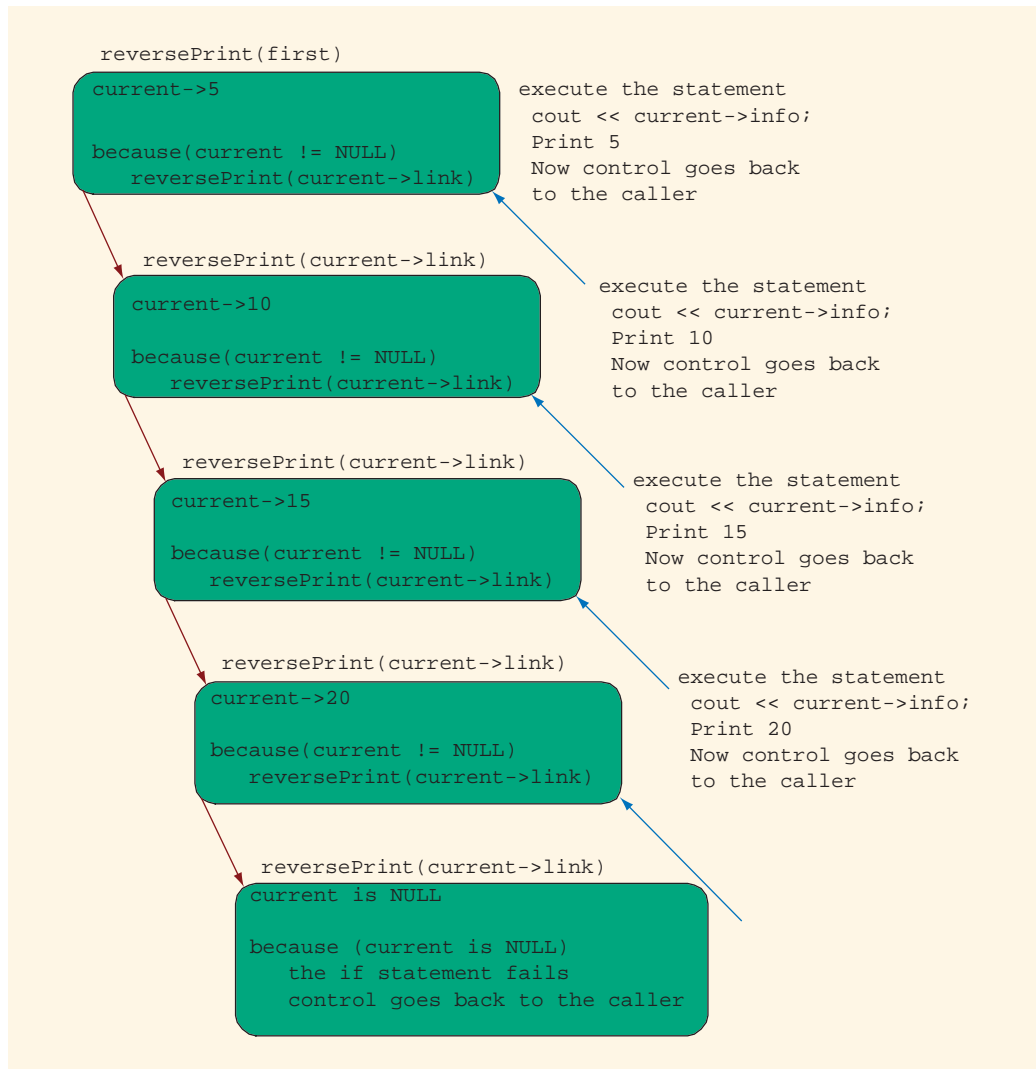 reversePrint(first)
current->5
because(current != NULL)
reversePrint(current->link)
execute the statement
cout << current->info;
Print 5
Now control goes back
to the caller
reversePrint(current->link)
current->10
because(current != NULL)
reversePrint(current->link)
execute the statement
cout << current->info;
Print 10
Now control goes back
to the caller
reversePrint(current->link)
current->15
because(current != NULL)
reversePrint(current->link)
execute the statement
cout << current->info;
Print 15
Now control goes back
to the caller
reversePrint(current->link)
current->20
because(current != NULL)
reversePrint(current->link)
execute the statement
cout << current->info;
Print 20
Now control goes back
to the caller
reversePrint(current->link)
current is NULL
because (current is NULL)
the if statement fails
control goes back to the caller